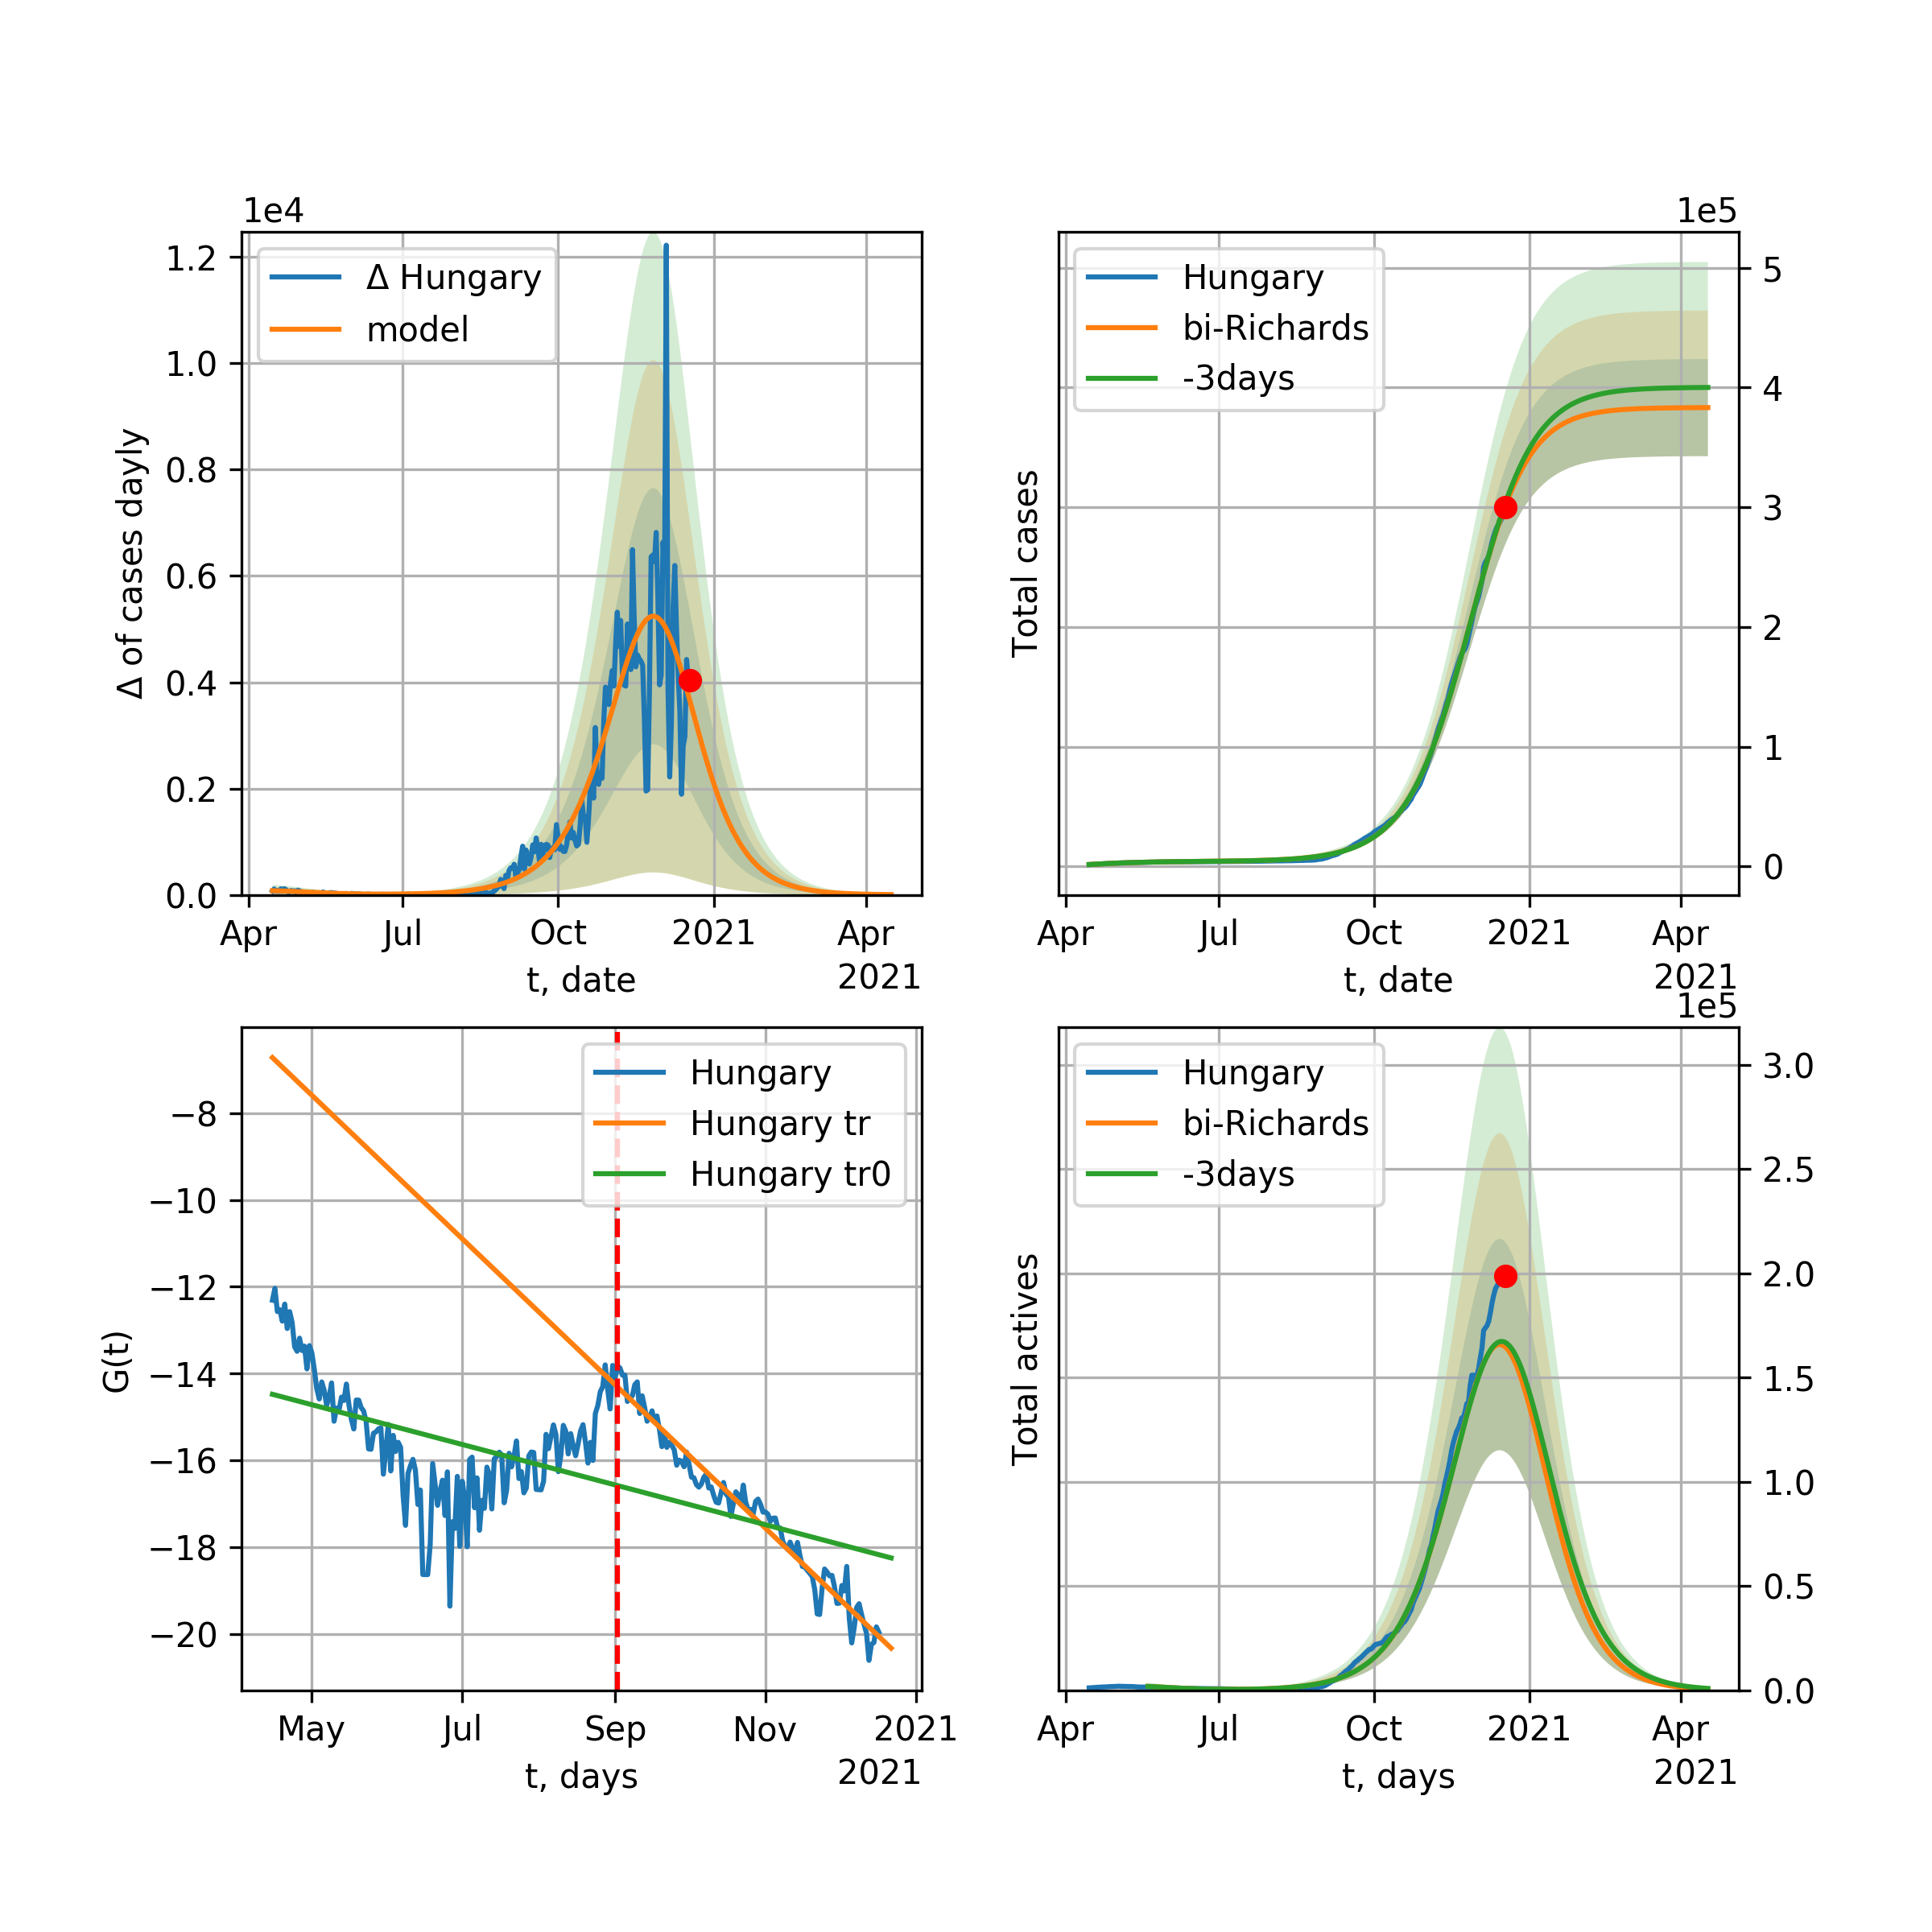 1e4
Δ of cases dayly
1.2
1.0
0.8
0.6
0.4
0.2
0.0
Δ Hungary
model
Apr Jul Oct 2021 Apr
t, date
2021
1e5
Total cases
5
4
3
2
1
0
Hungary
bi-Richards
-3days
Apr Jul Oct 2021 Apr
t, date
2021
G(t)
−8
−10
−12
−14
−16
−18
−20
Hungary
Hungary tr
Hungary tr0
May Jul Sep Nov 2021
t, days
2021
1e5
Total actives
3.0
2.5
2.0
1.5
1.0
0.5
0.0
Hungary
bi-Richards
-3days
Apr Jul Oct 2021 Apr
t, days
2021